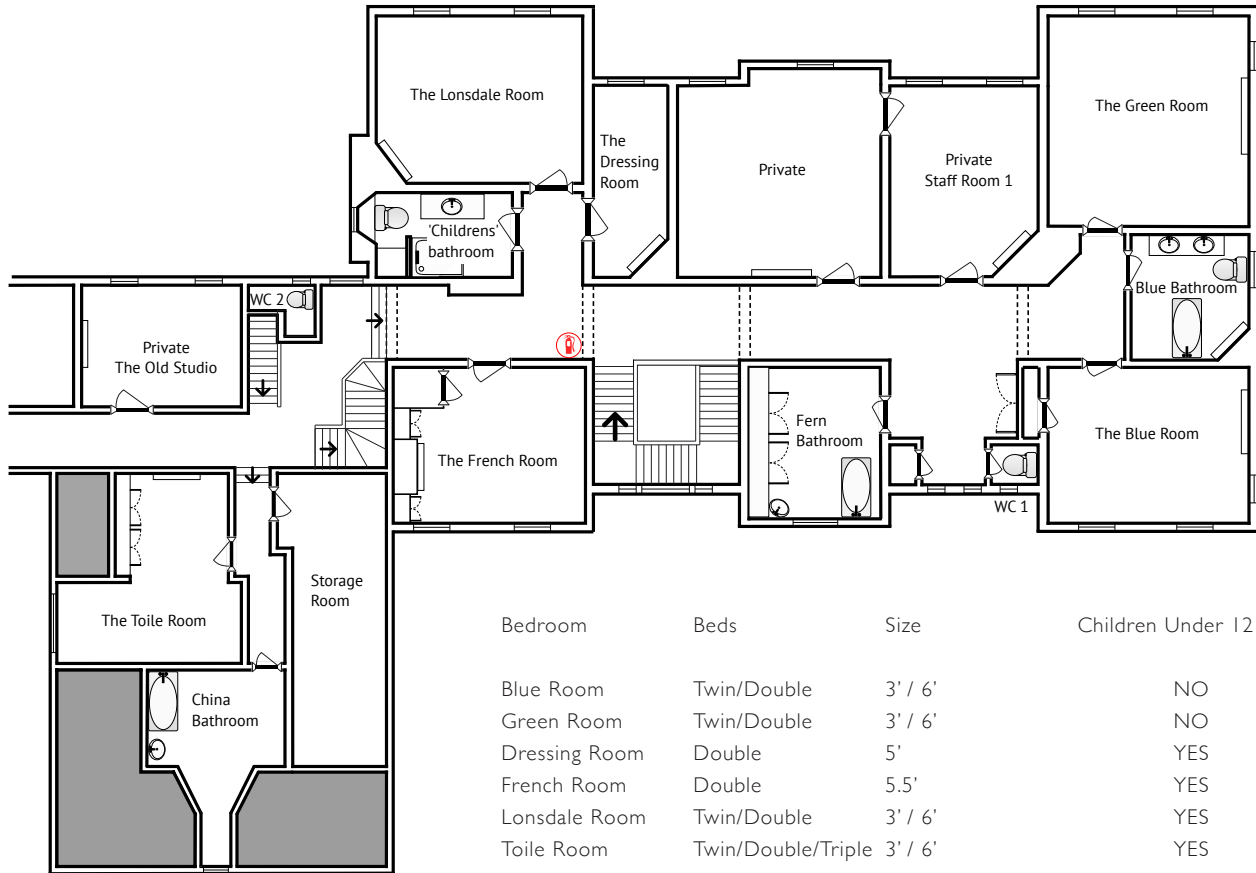 The Lonsdale Room
The
Dressing
Room
Private
Private
Staff Room 1
The Green Room
'Childrens'
bathroom
WC 2
Private
The Old Studio
Blue Bathroom
The French Room
Fern
Bathroom
The Blue Room
WC 1
Storage
Room
The Toile Room
China
Bathroom
Bedroom Beds Size Children Under 12
Blue Room Twin/Double 3' / 6' NO
Green Room Twin/Double 3' / 6' NO
Dressing Room Double 5' YES
French Room Double 5.5' YES
Lonsdale Room Twin/Double 3' / 6' YES
Toile Room Twin/Double/Triple 3' / 6' YES